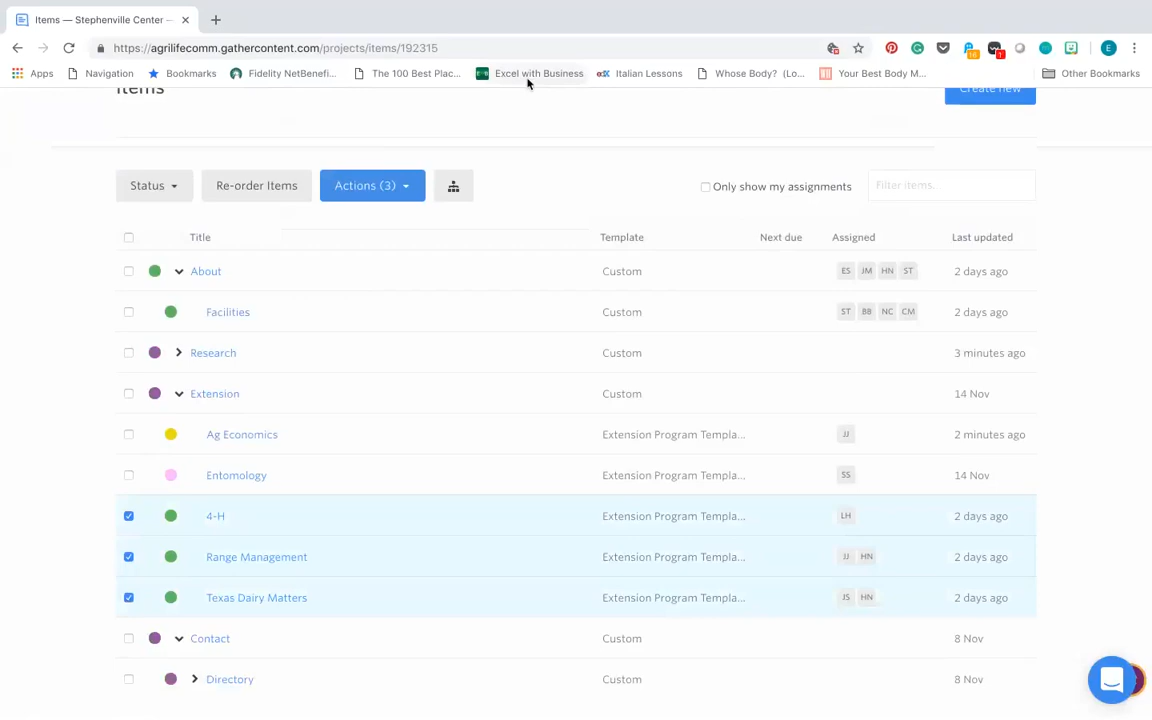 Items — Stephenville Center –
https://agrilifecomm.gathercontent.com/projects/items/192315
16
1
E
Apps
Navigation
Bookmarks
Fidelity NetBenefi...
The 100 Best Plac...
Excel with Business
Italian Lessons
Whose Body? (Lo...
Your Best Body M...
Other Bookmarks
Items
Create new
Status
Re-order Items
Actions (3)
Only show my assignments
Filter items...
Title Template Next due Assigned Last updated
About Custom ES JM HN ST 2 days ago
Facilities Custom ST BB NC CM 2 days ago
Research Custom 3 minutes ago
Extension Custom 14 Nov
Ag Economics Extension Program Templa... JJ 2 minutes ago
Entomology Extension Program Templa... SS 14 Nov
4-H Extension Program Templa... LH 2 days ago
Range Management Extension Program Templa... JJ HN 2 days ago
Texas Dairy Matters Extension Program Templa... JS HN 2 days ago
Contact Custom 8 Nov
Directory Custom 8 Nov